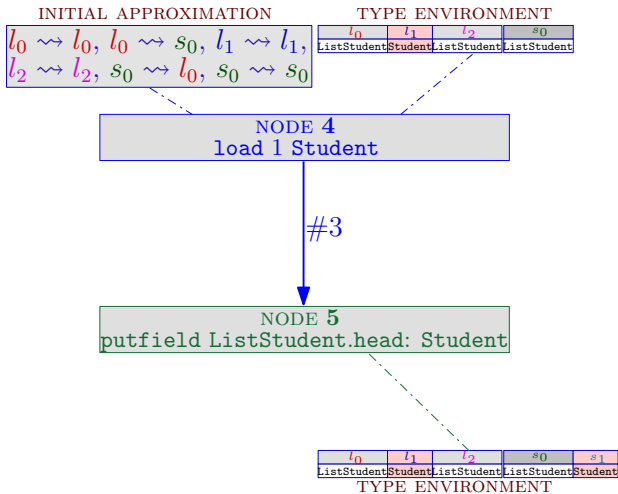 INITIAL APPROXIMATION
l₀ ⇝ l₀, l₀ ⇝ s₀, l₁ ⇝ l₁,
l₂ ⇝ l₂, s₀ ⇝ l₀, s₀ ⇝ s₀
TYPE ENVIRONMENT
l₀ l₁ l₂ s₀
ListStudent Student ListStudent ListStudent
NODE 4
load 1 Student
#3
NODE 5
putfield ListStudent.head: Student
l₀ l₁ l₂ s₀ s₁
ListStudent Student ListStudent ListStudent Student
TYPE ENVIRONMENT